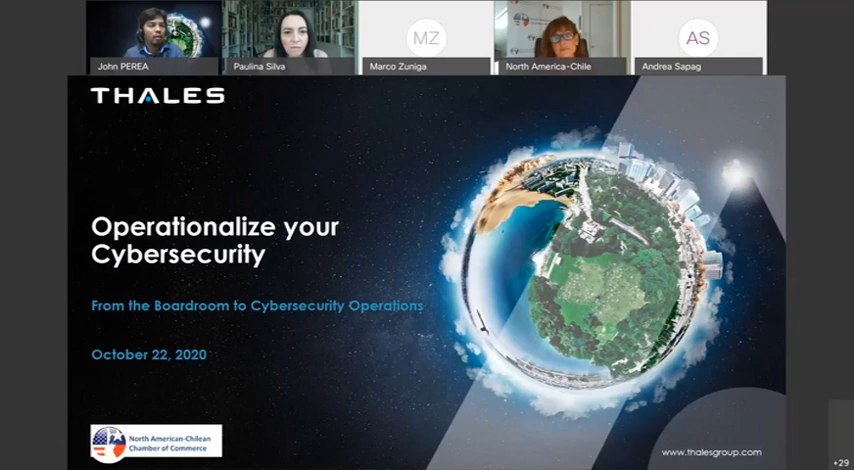 MZ
AS
John PEREA
Paulina Silva
Marco Zuniga
North America-Chile
Andrea Sapag
THALES
Operationalize your
Cybersecurity
From the Boardroom to Cybersecurity Operations
October 22, 2020
North American-Chilean
Chamber of Commerce
www.thalesgroup.com
+29